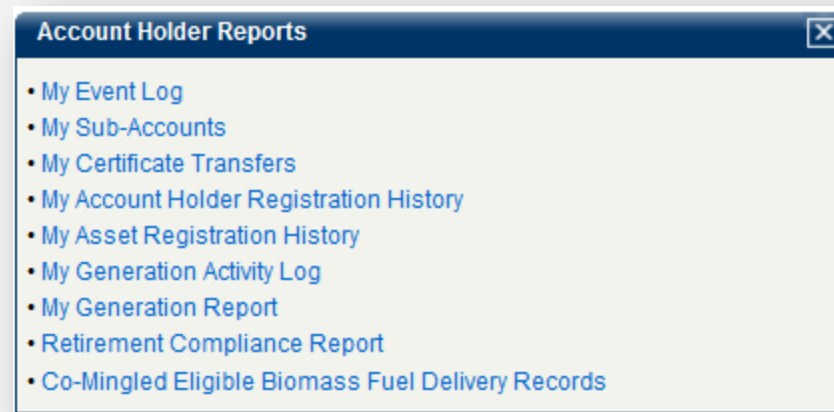 Account Holder Reports
• My Event Log
• My Sub-Accounts
• My Certificate Transfers
• My Account Holder Registration History
• My Asset Registration History
• My Generation Activity Log
• My Generation Report
• Retirement Compliance Report
• Co-Mingled Eligible Biomass Fuel Delivery Records